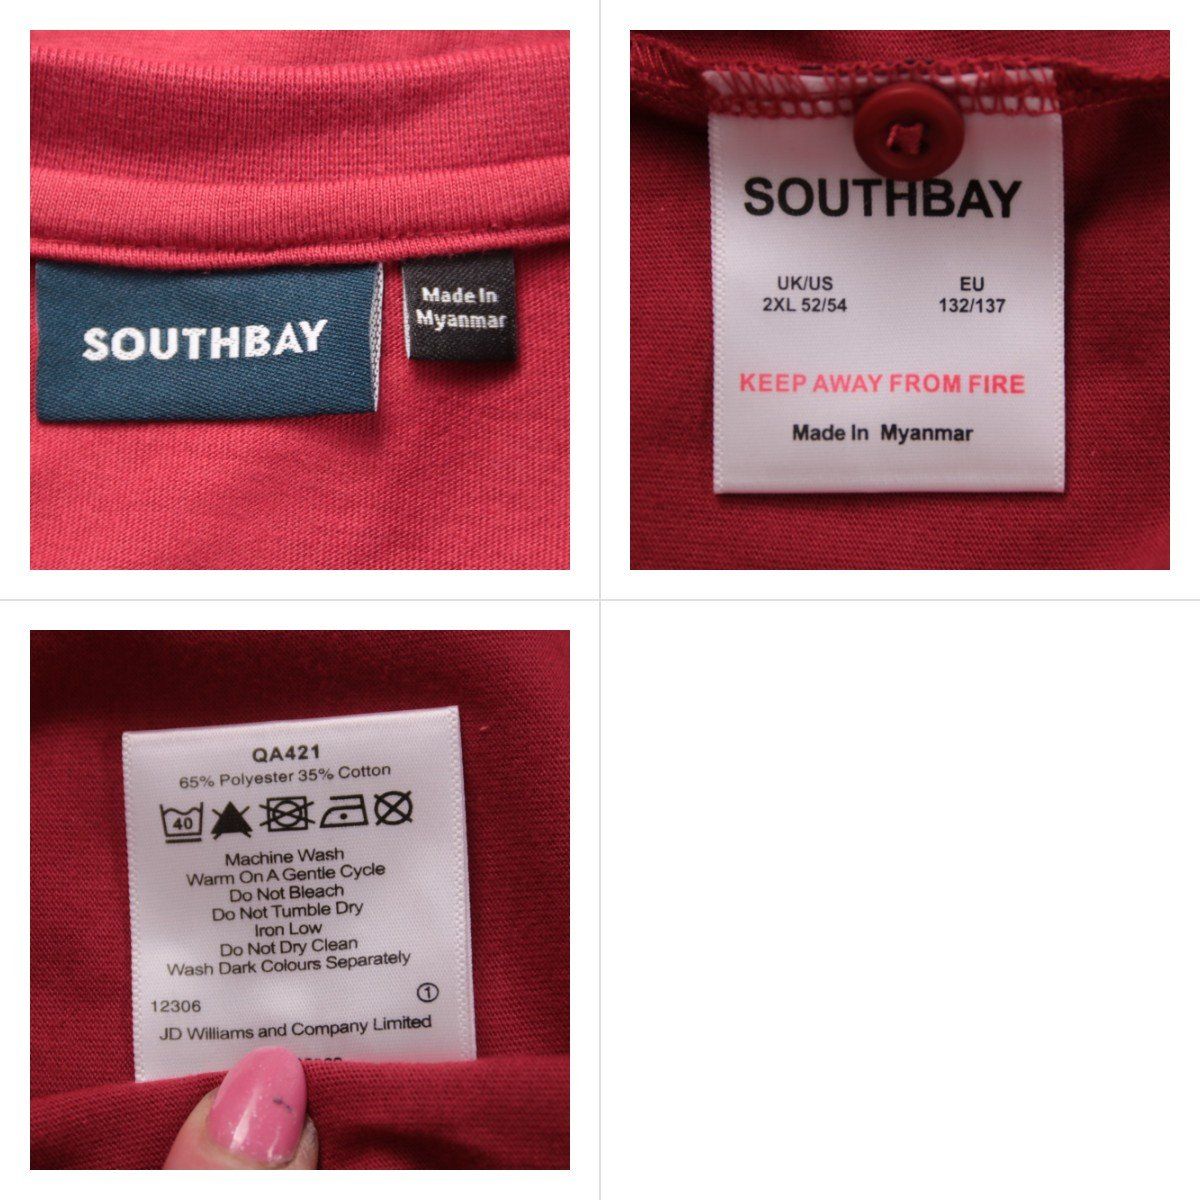 SOUTHBAY
Made In
Myanmar
SOUTHBAY
UK/US EU
2XL 52/54 132/137
KEEP AWAY FROM FIRE
Made In Myanmar
QA421
65% Polyester 35% Cotton
40
Machine Wash
Warm On A Gentle Cycle
Do Not Bleach
Do Not Tumble Dry
Iron Low
Do Not Dry Clean
Wash Dark Colours Separately
12306 1
JD Williams and Company Limited